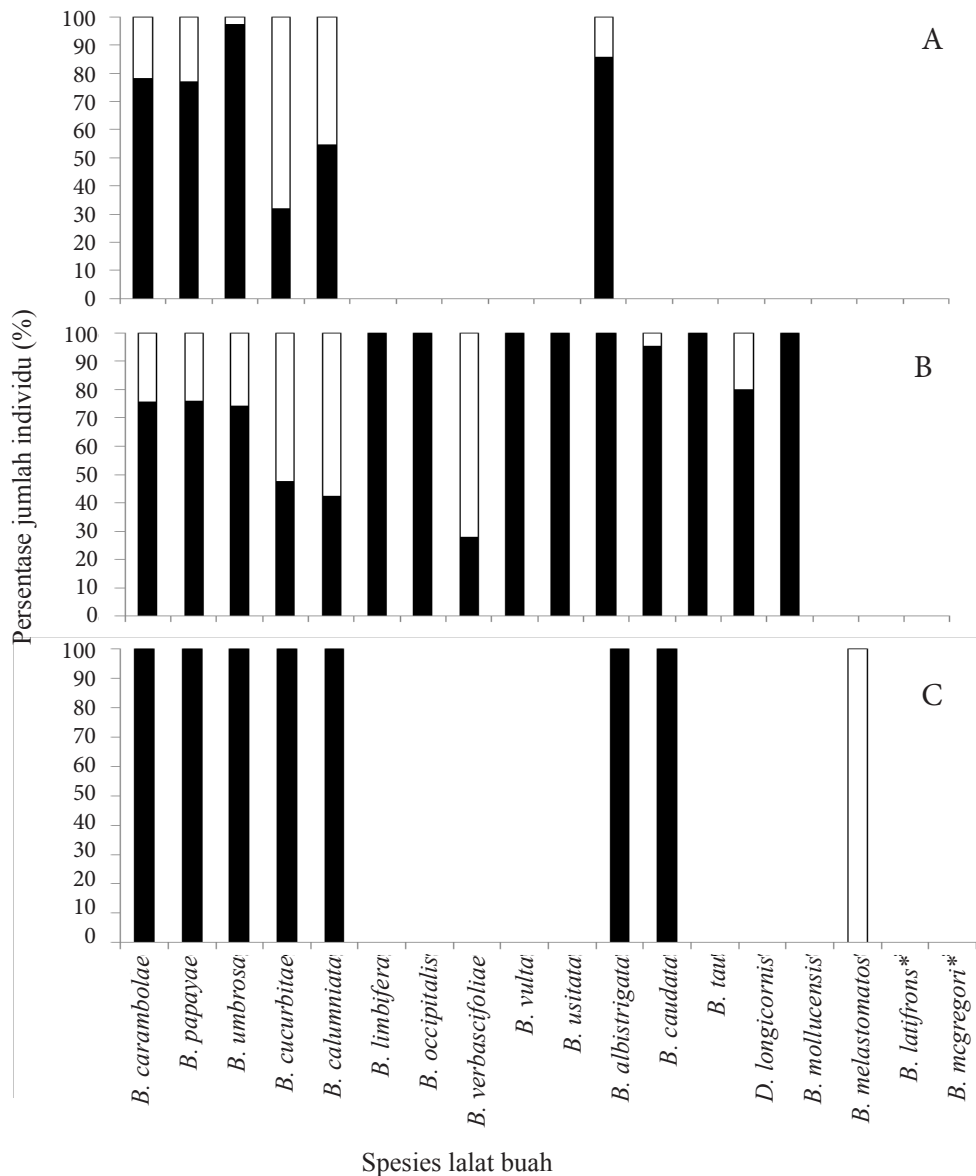 A
100
90
80
70
60
50
40
30
20
10
0
B
100
90
80
70
60
50
40
30
20
10
0
C
100
90
80
70
60
50
40
30
20
10
0
Persentase jumlah individu (%)
B. carambolae
B. papayae
B. umbrosa
B. cucurbitae
B. calumniata
B. limbifera
B. occipitalis
B. verbascifoliae
B. vulta
B. usitata
B. albistrigata
B. caudata
B. tau
D. longicornis
B. mollucensis
B. melastomatos
B. latifrons*
B. mcgregori*
Spesies lalat buah